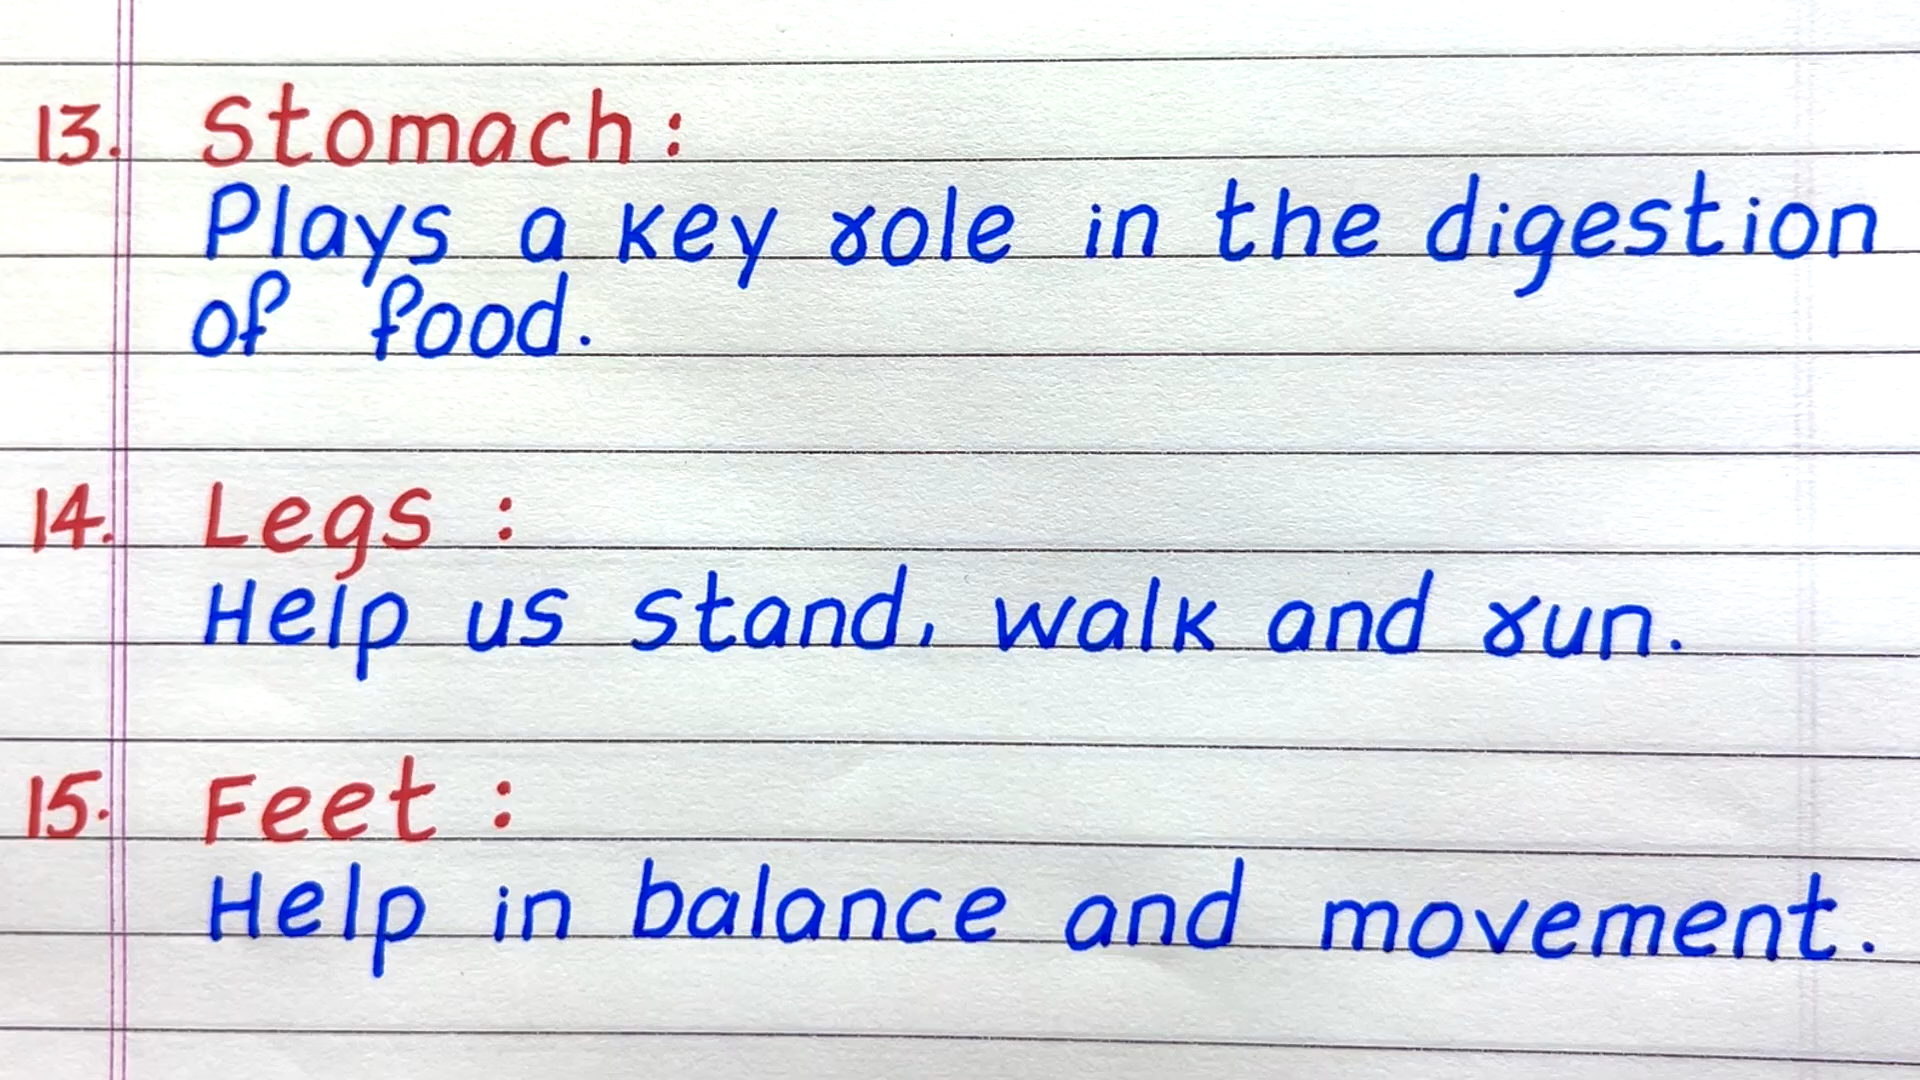 13. Stomach:
Plays a key role in the digestion
of food.
14. Legs :
Help us stand, walk and run.
15. Feet :
Help in balance and movement.